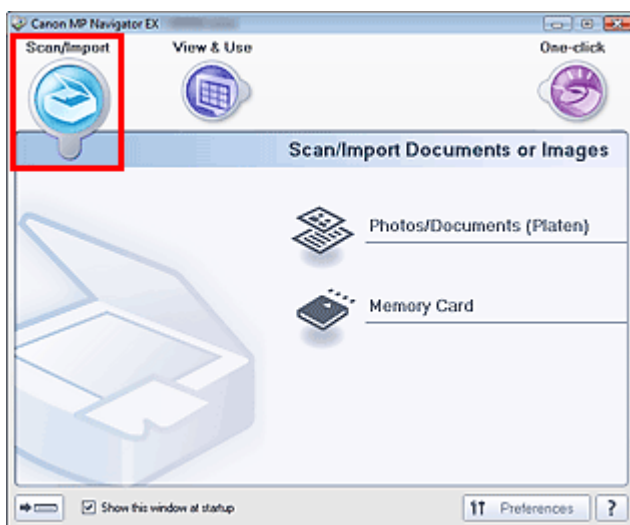 Canon MP Navigator EX
Scan/Import View & Use One-click
Scan/Import Documents or Images
Photos/Documents (Platen)
Memory Card
Show this window at startup Preferences ?